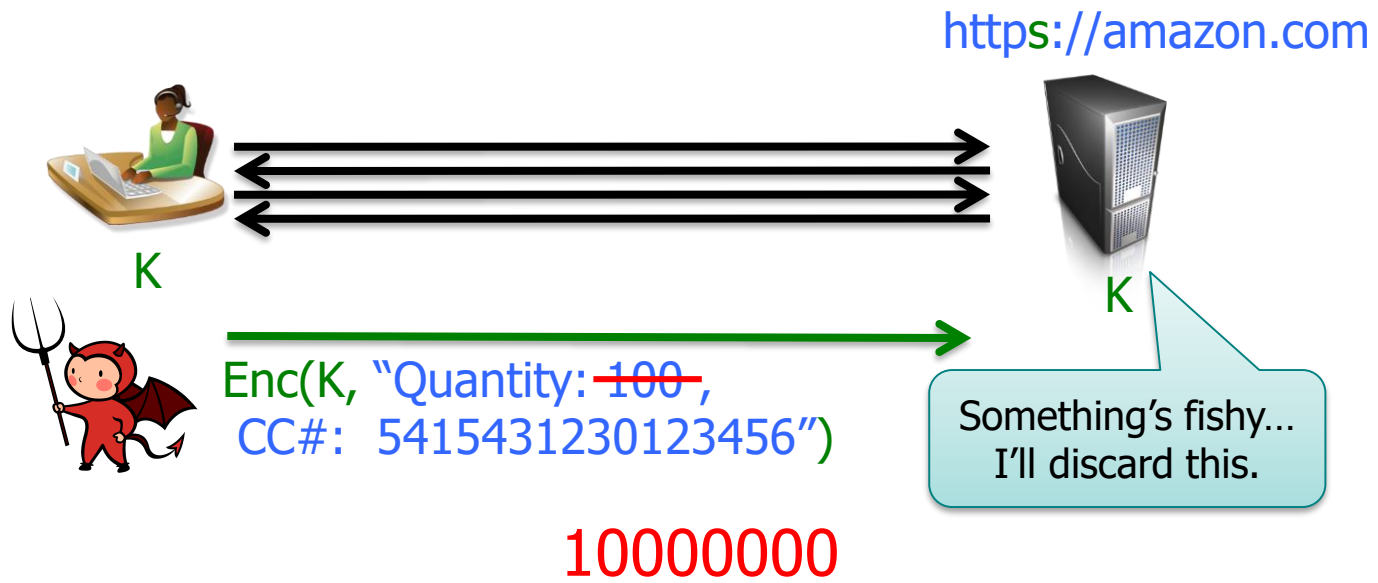 https://amazon.com
K
K
Enc(K, “Quantity: 100 ,
CC#: 5415431230123456”)
Something’s fishy…
I’ll discard this.
10000000